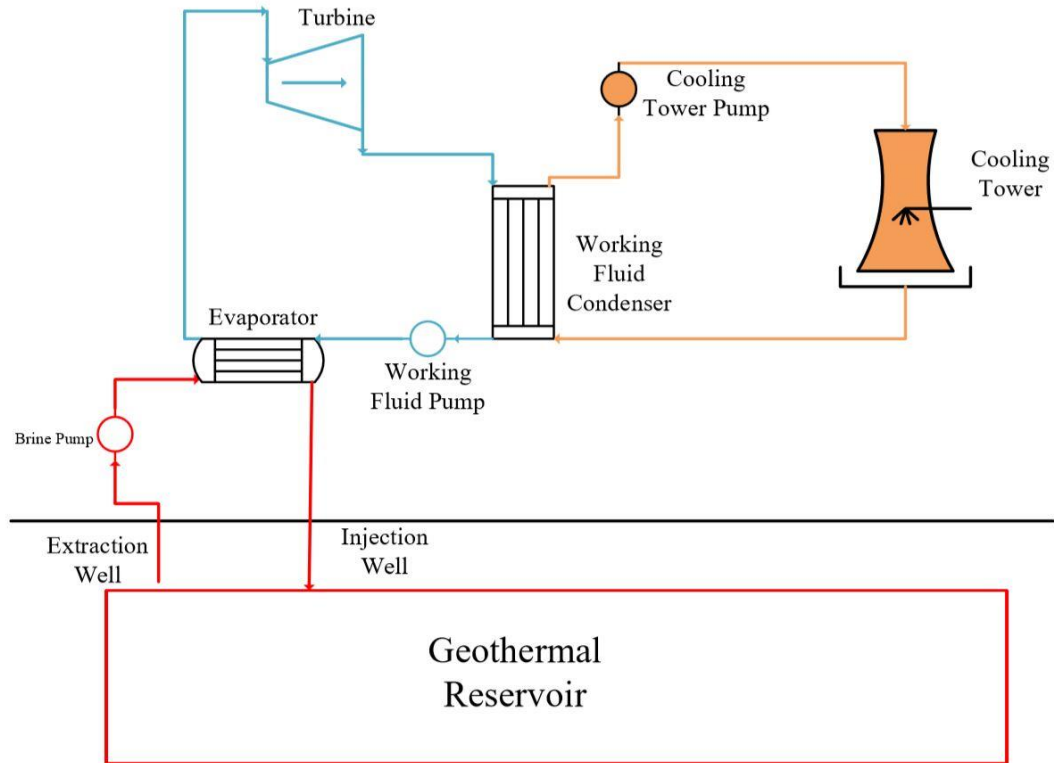 Turbine
Cooling
Tower Pump
Cooling
Tower
Working
Fluid
Condenser
Evaporator
Working
Fluid Pump
Brine Pump
Extraction
Well
Injection
Well
Geothermal
Reservoir